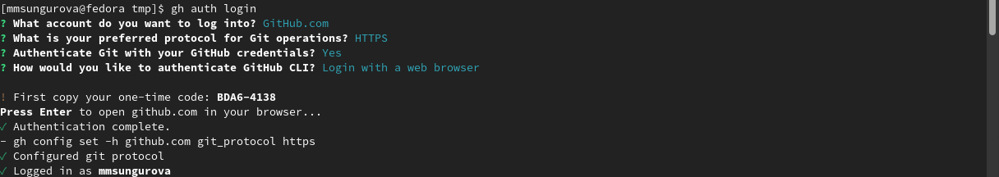 [mmsungurova@fedora tmp]$ gh auth login
? What account do you want to log into? GitHub.com
? What is your preferred protocol for Git operations? HTTPS
? Authenticate Git with your GitHub credentials? Yes
? How would you like to authenticate GitHub CLI? Login with a web browser
! First copy your one-time code: BDA6-4138
Press Enter to open github.com in your browser...
✓ Authentication complete.
- gh config set -h github.com git_protocol https
✓ Configured git protocol
✓ Logged in as mmsungurova